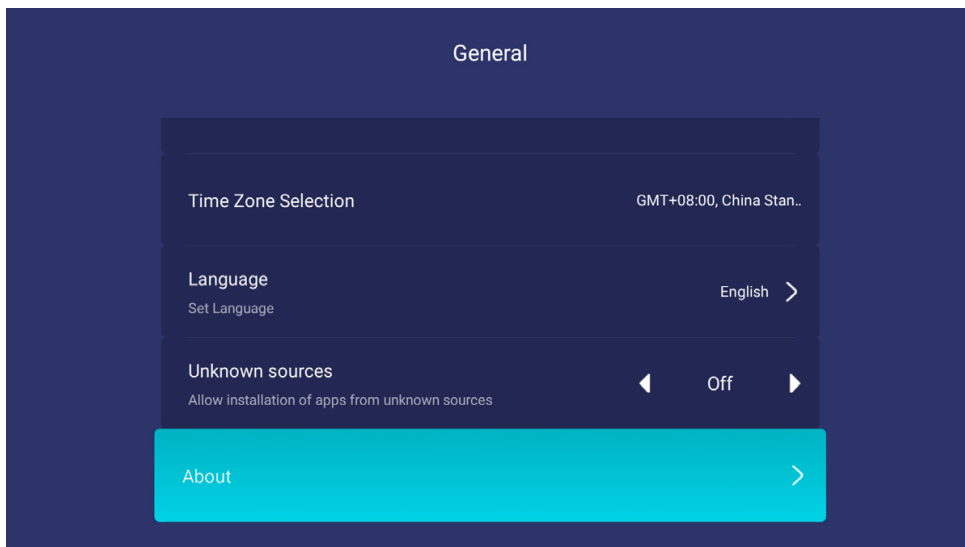 General
Time Zone Selection
GMT+08:00, China Stan..
Language
English
Set Language
Unknown sources
Off
Allow installation of apps from unknown sources
About